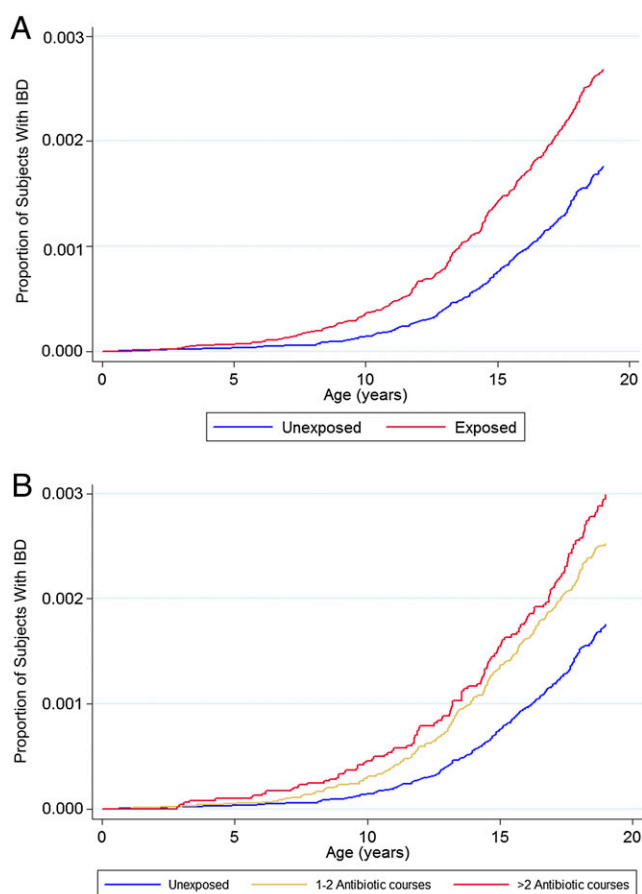 A
0.003
0.002
0.001
0.000
Proportion of Subjects With IBD
0 5 10 15 20
Age (years)
Unexposed Exposed
B
0.003
0.002
0.001
0.000
Proportion of Subjects With IBD
0 5 10 15 20
Age (years)
Unexposed 1-2 Antibiotic courses >2 Antibiotic courses